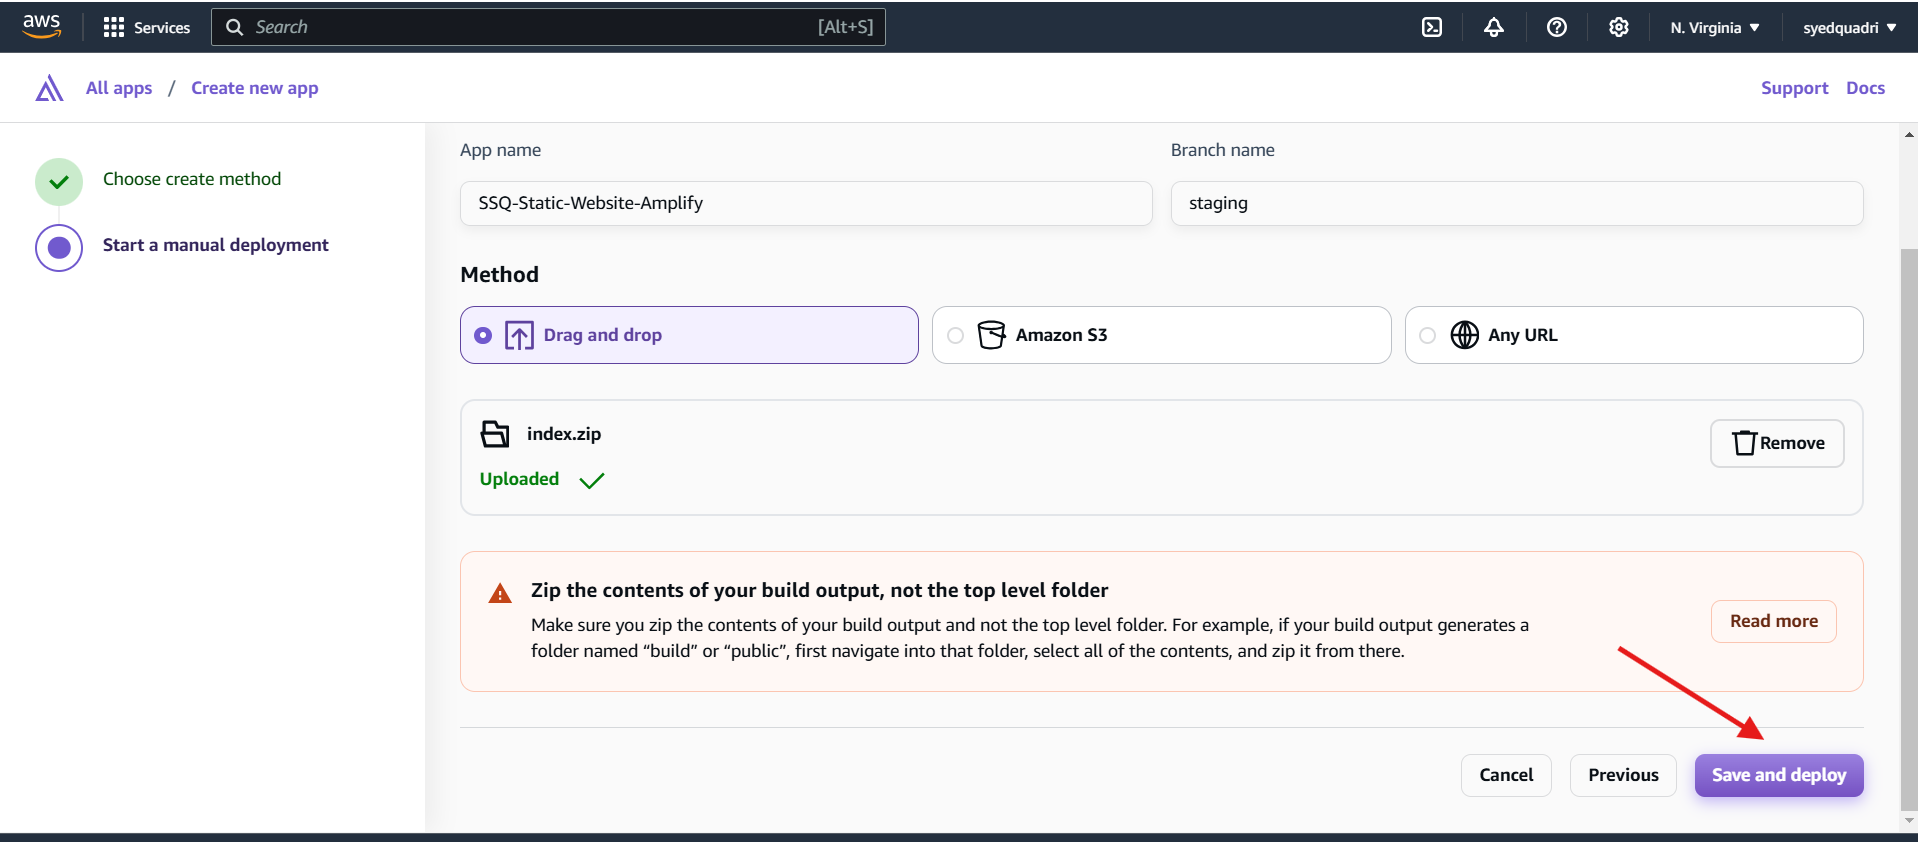 aws
Services
Search
[Alt+S]
N. Virginia
syedquadri
All apps / Create new app
Support
Docs
Choose create method
Start a manual deployment
App name
SSQ-Static-Website-Amplify
Branch name
staging
Method
Drag and drop
Amazon S3
Any URL
index.zip
Uploaded
Remove
Zip the contents of your build output, not the top level folder
Make sure you zip the contents of your build output and not the top level folder. For example, if your build output generates a
folder named “build” or “public”, first navigate into that folder, select all of the contents, and zip it from there.
Read more
Cancel
Previous
Save and deploy